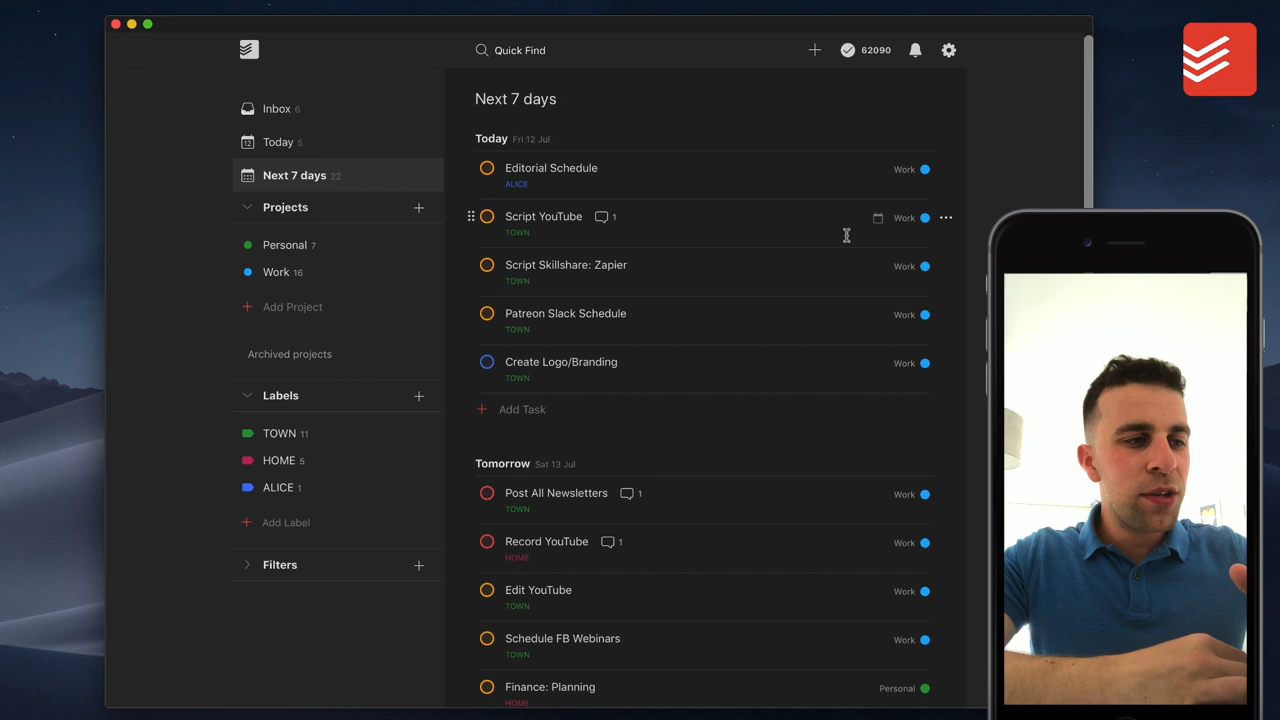 Quick Find
62090
Inbox 6
12 Today 5
Next 7 days 22
Projects
Personal 7
Work 16
Add Project
Archived projects
Labels
TOWN 11
HOME 5
ALICE 1
Add Label
Filters
Next 7 days
Today Fri 12 Jul
Editorial Schedule Work
ALICE
Script YouTube 1 Work
TOWN
Script Skillshare: Zapier Work
TOWN
Patreon Slack Schedule Work
TOWN
Create Logo/Branding Work
TOWN
Add Task
Tomorrow Sat 13 Jul
Post All Newsletters 1 Work
TOWN
Record YouTube 1 Work
HOME
Edit YouTube Work
TOWN
Schedule FB Webinars Work
TOWN
Finance: Planning Personal
HOME